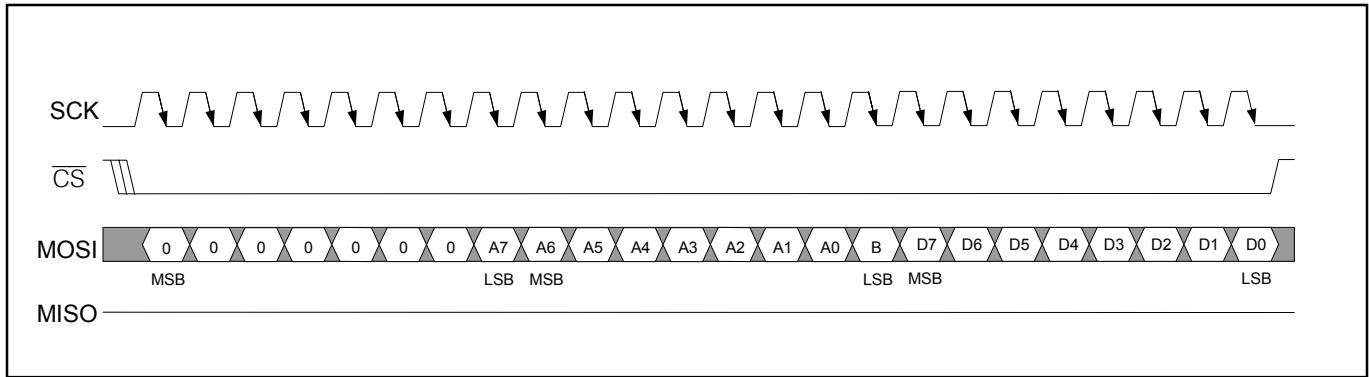 SCK
CS
MOSI 0 0 0 0 0 0 0 A7 A6 A5 A4 A3 A2 A1 A0 B D7 D6 D5 D4 D3 D2 D1 D0
MSB LSB MSB LSB MSB LSB
MISO